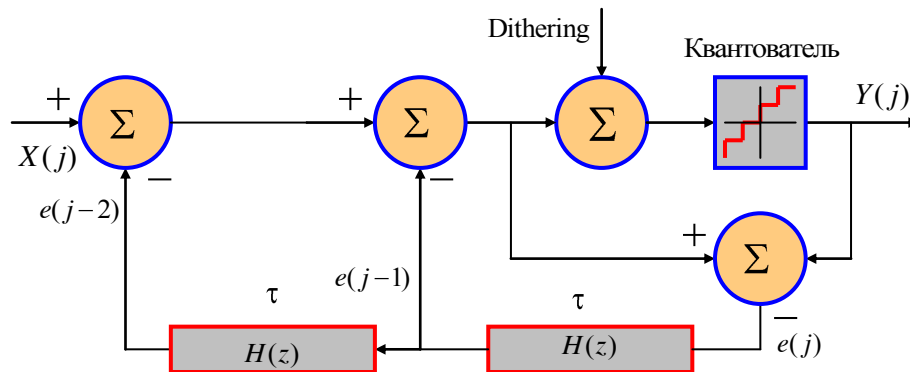 Dithering
Квантователь
+
Σ
+
Σ
Σ
Y(j)
X(j)
−
−
e(j−2)
e(j−1)
+
Σ
τ
τ
−
H(z)
H(z)
e(j)